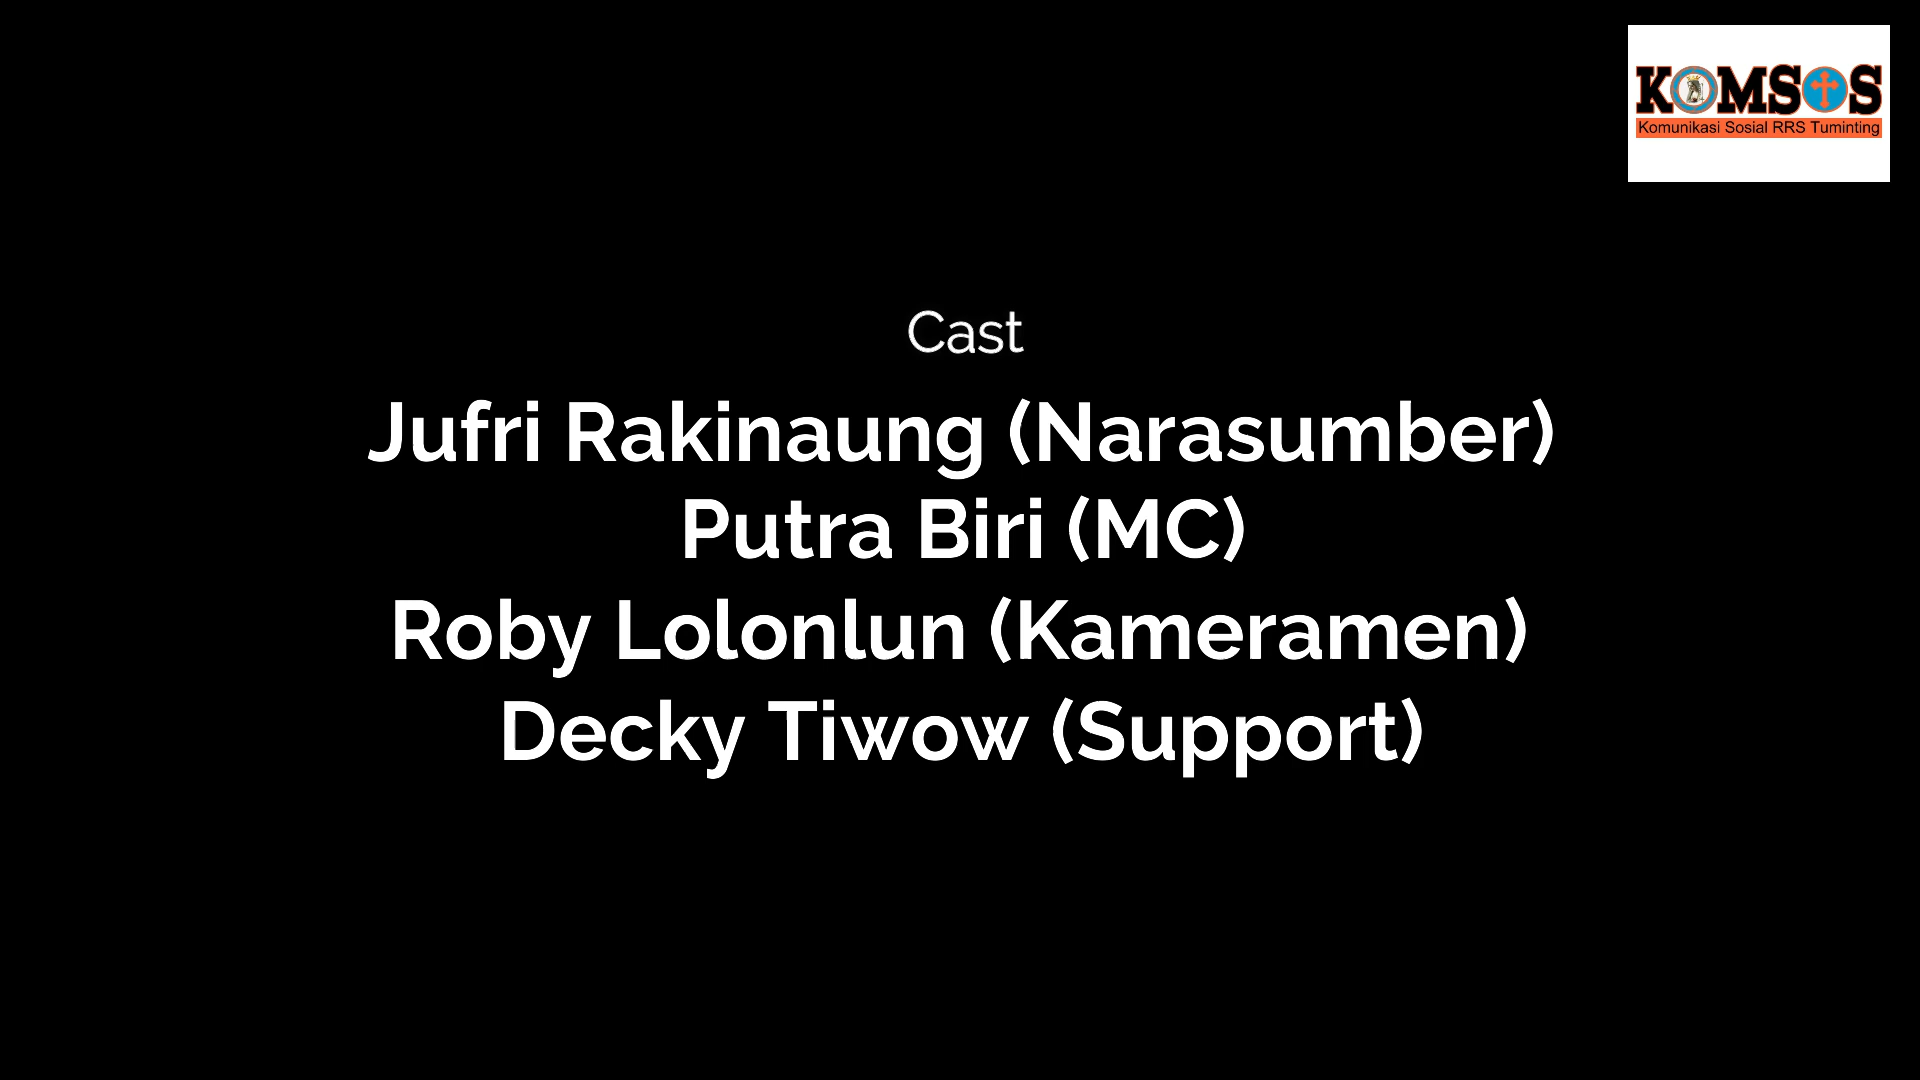 KOMSOS
Komunikasi Sosial RRS Tuminting
Cast
Jufri Rakinaung (Narasumber)
Putra Biri (MC)
Roby Lolonlun (Kameramen)
Decky Tiwow (Support)